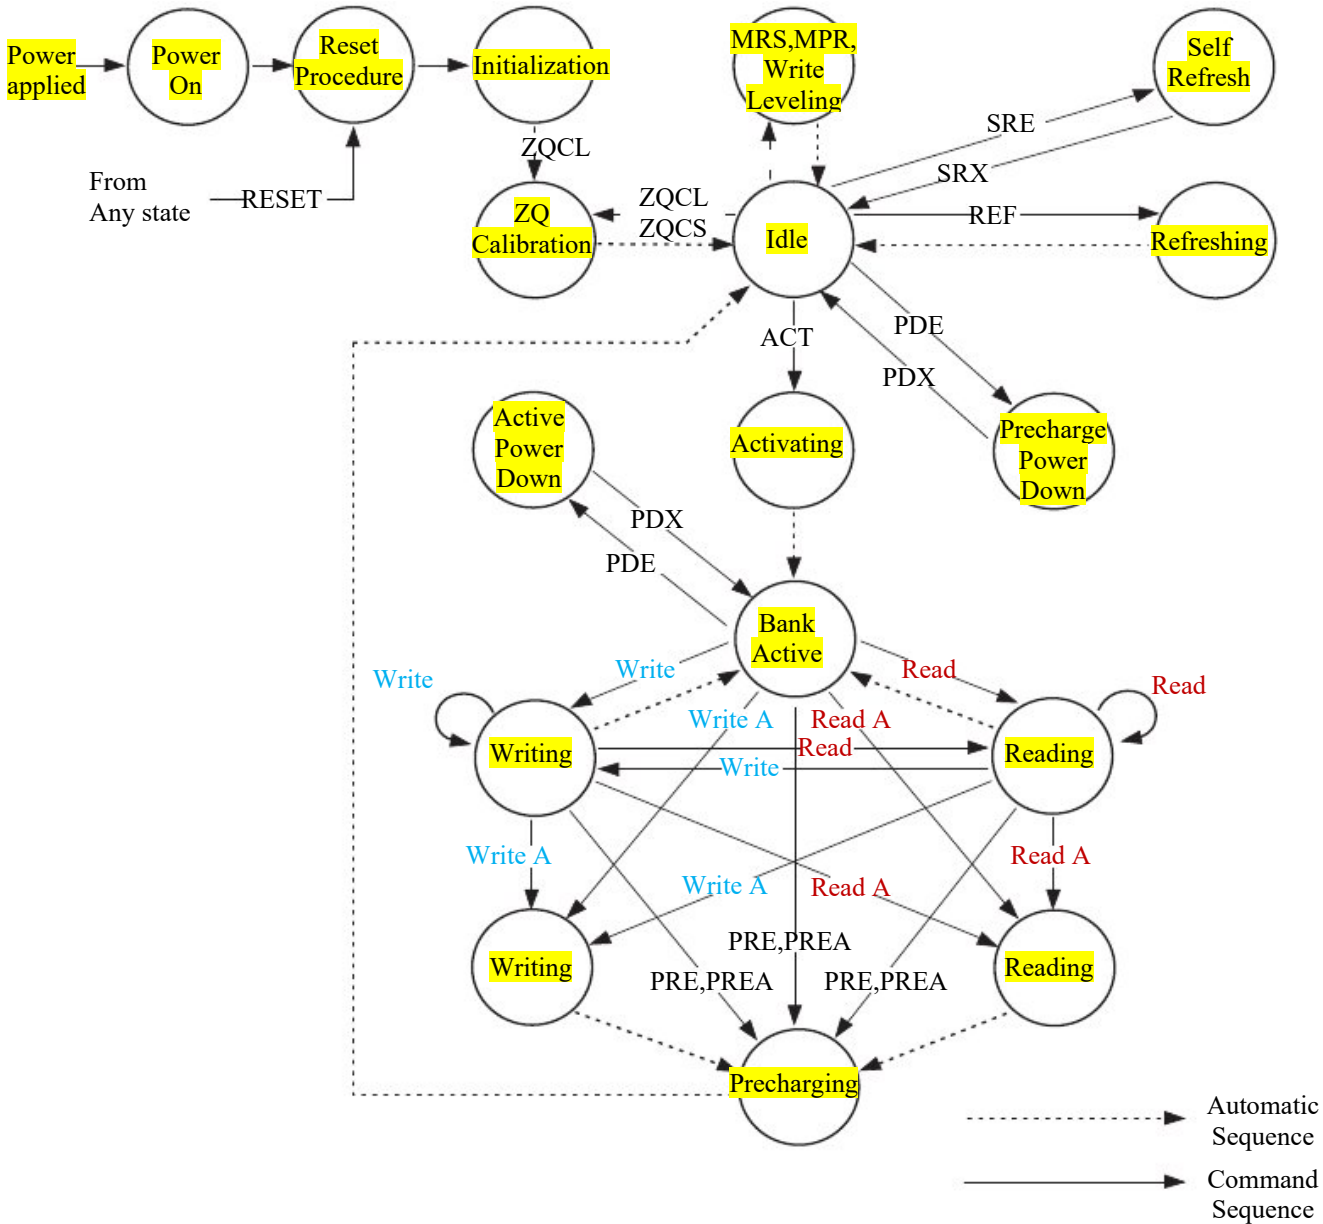 Power
applied
Power
On
Reset
Procedure
Initialization
MRS,MPR,
Write
Leveling
Self
Refresh
From
Any state
RESET
ZQCL
SRE
SRX
ZQ
Calibration
ZQCL
ZQCS
Idle
REF
Refreshing
ACT
PDE
PDX
Active
Power
Down
Activating
Precharge
Power
Down
PDX
PDE
Bank
Active
Write
Write
Read
Read
Write A
Read A
Writing
Read
Write
Reading
Write A
Read A
Write A
Read A
Writing
PRE,PREA
PRE,PREA
PRE,PREA
Reading
Precharging
Automatic
Sequence
Command
Sequence